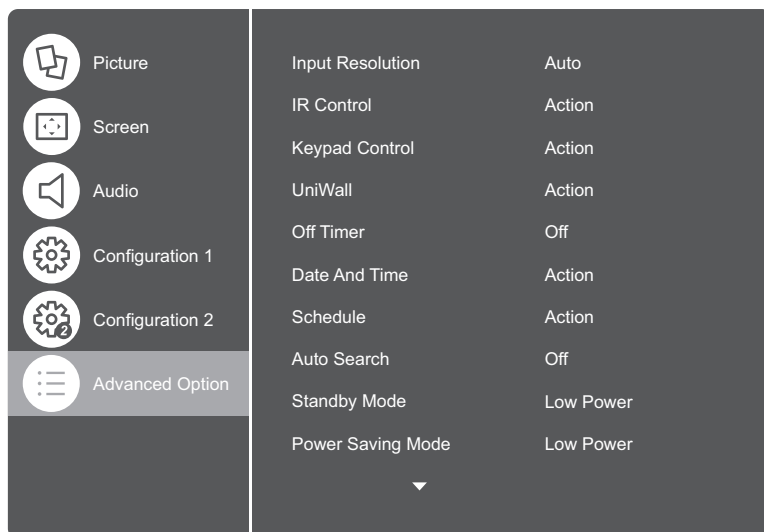 Picture
Screen
Audio
Configuration 1
Configuration 2
2
Advanced Option
Input Resolution Auto
IR Control Action
Keypad Control Action
UniWall Action
Off Timer Off
Date And Time Action
Schedule Action
Auto Search Off
Standby Mode Low Power
Power Saving Mode Low Power